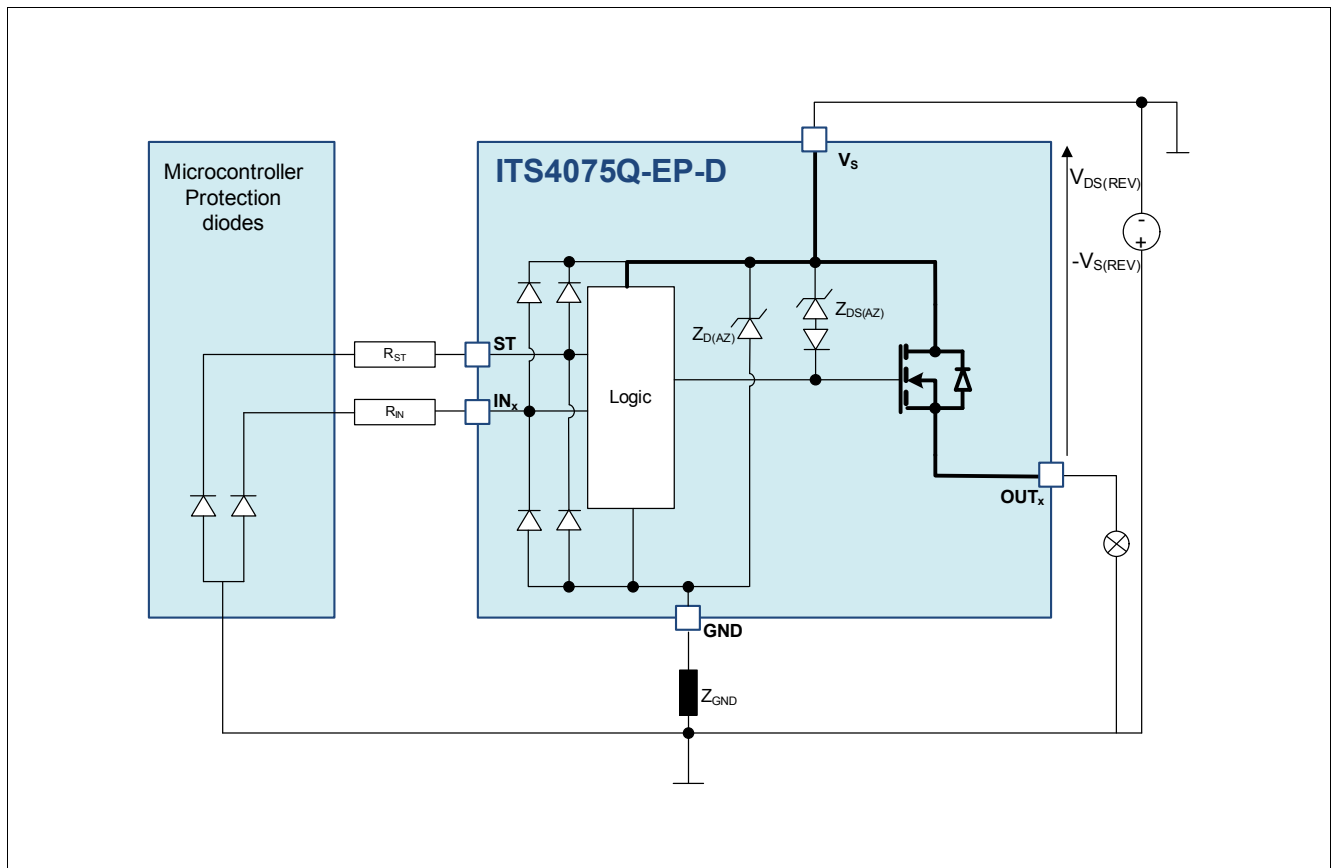 Microcontroller
Protection
diodes
ITS4075Q-EP-D
VS
VDS(REV)
-
+
-VS(REV)
ZDS(AZ)
ZD(AZ)
RST
ST
Logic
RIN
INx
OUTx
GND
ZGND